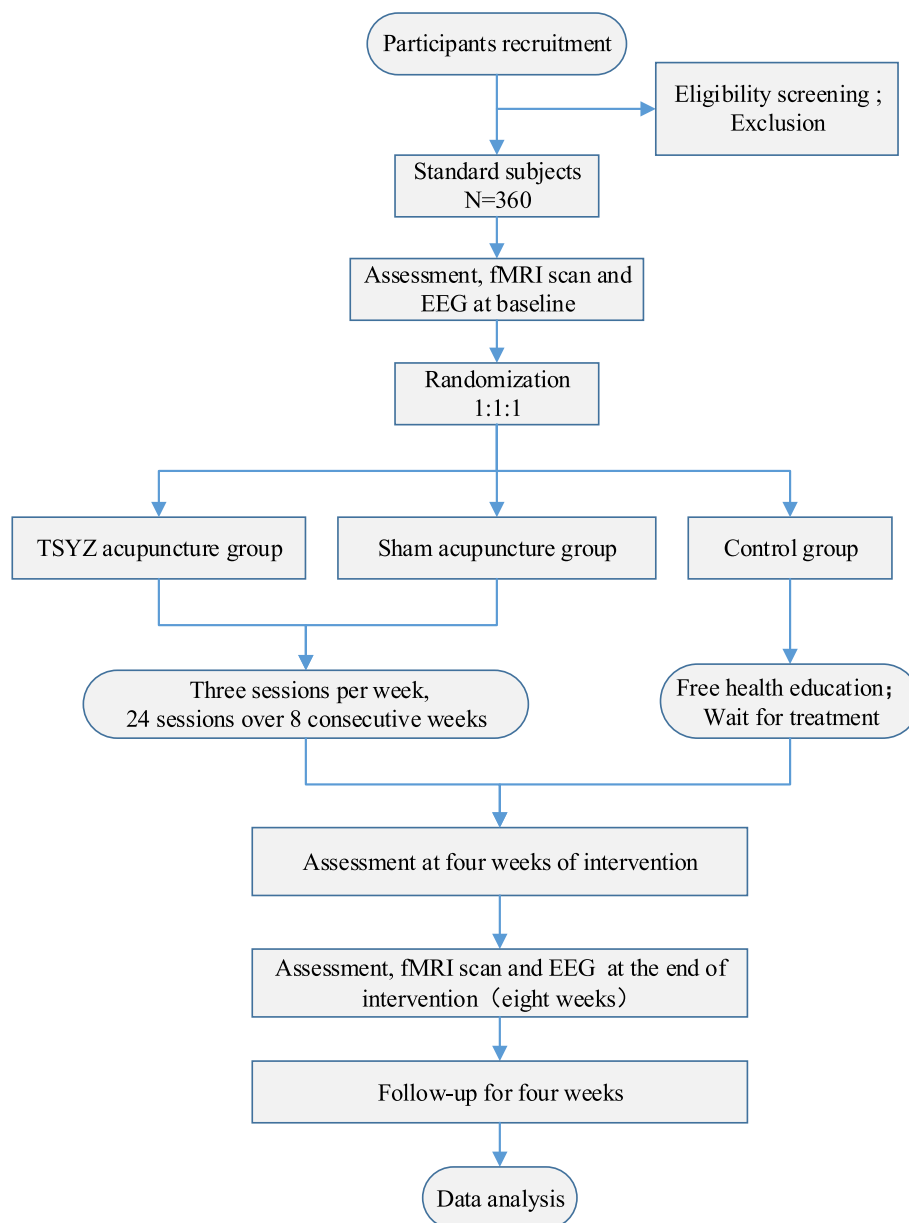 Participants recruitment
Eligibility screening ;
Exclusion
Standard subjects
N=360
Assessment, fMRI scan and
EEG at baseline
Randomization
1:1:1
TSYZ acupuncture group
Sham acupuncture group
Control group
Three sessions per week,
24 sessions over 8 consecutive weeks
Free health education；
Wait for treatment
Assessment at four weeks of intervention
Assessment, fMRI scan and EEG  at the end of
intervention（eight weeks）
Follow-up for four weeks
Data analysis